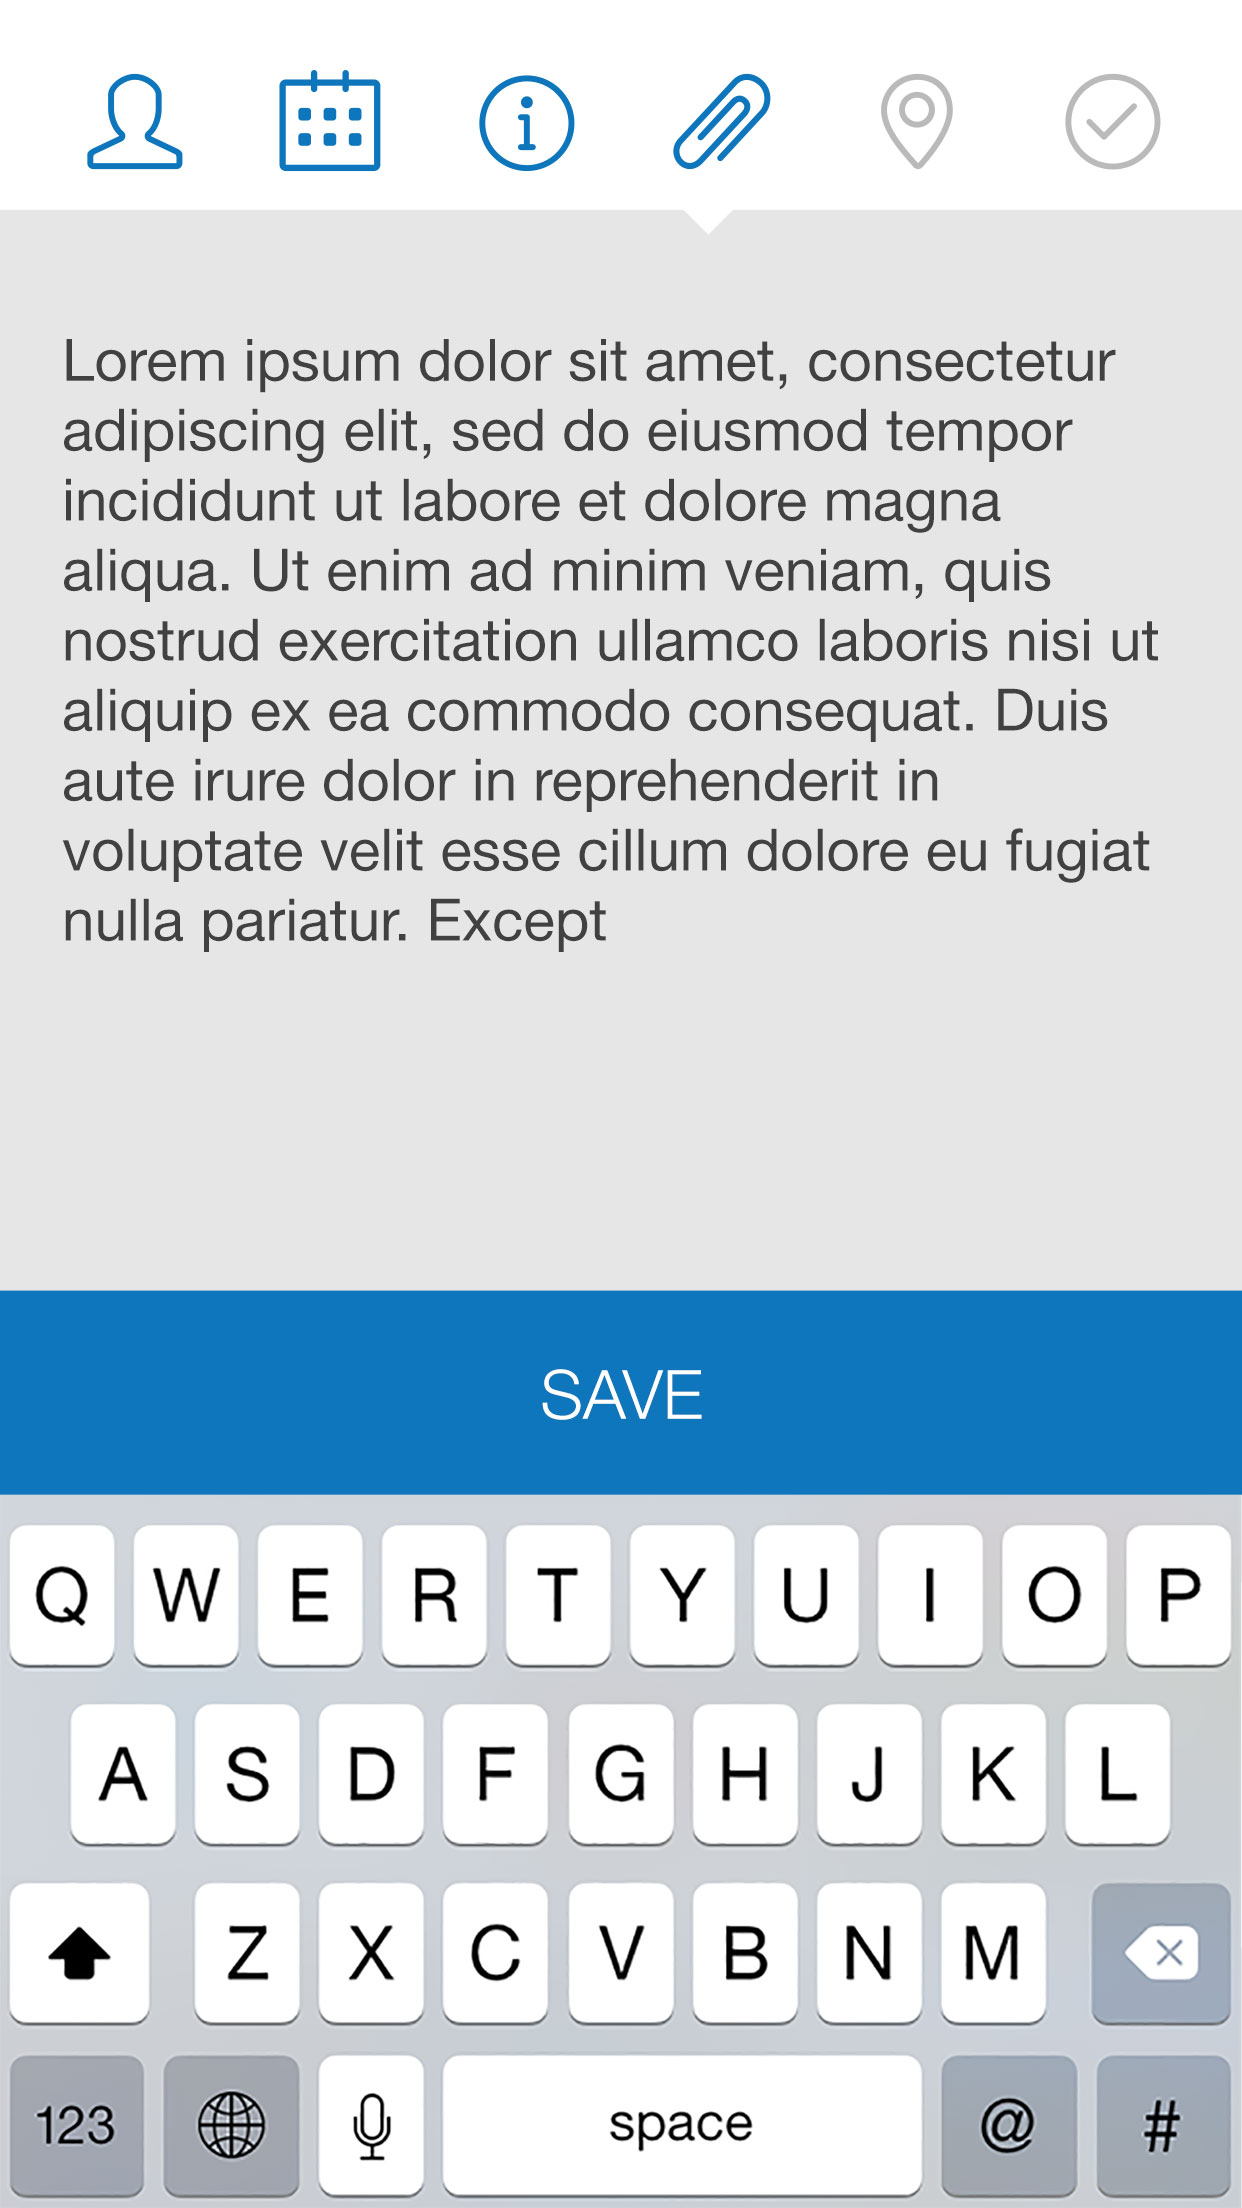 Lorem ipsum dolor sit amet, consectetur
adipiscing elit, sed do eiusmod tempor
incididunt ut labore et dolore magna
aliqua. Ut enim ad minim veniam, quis
nostrud exercitation ullamco laboris nisi ut
aliquip ex ea commodo consequat. Duis
aute irure dolor in reprehenderit in
voluptate velit esse cillum dolore eu fugiat
nulla pariatur. Except
SAVE
Q W E R T Y U I O P
A S D F G H J K L
Z X C V B N M
123 space @ #